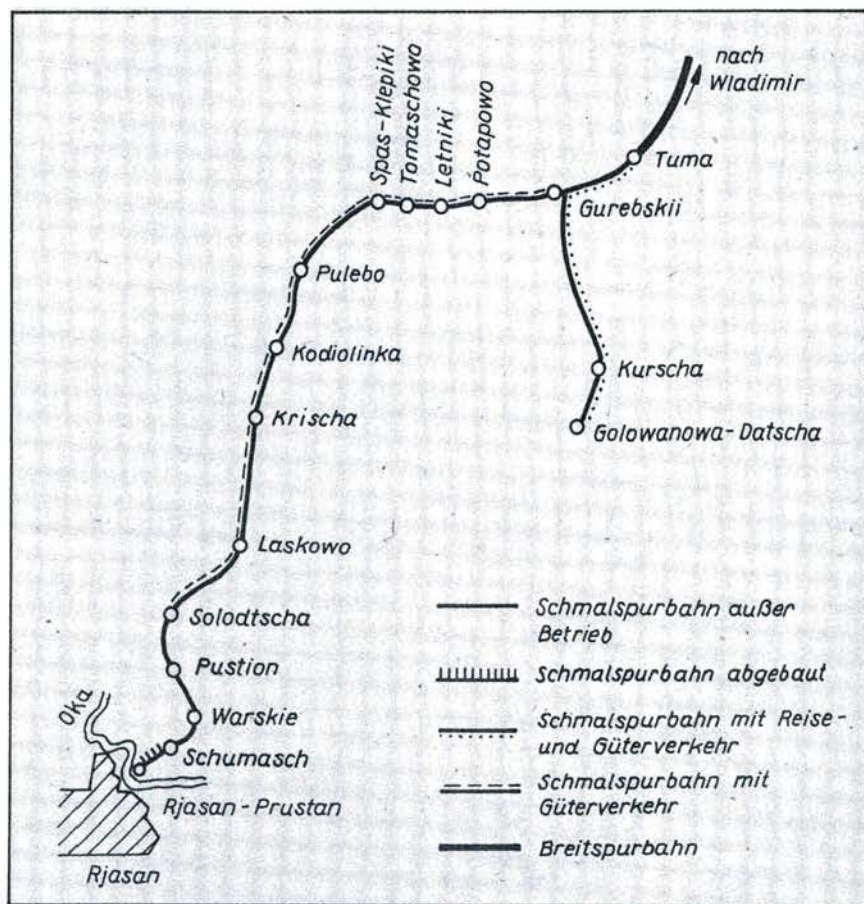 nach
Wladimir
Spas-Klepiki
Tomaschowo
Letniki
Potapowo
Tuma
Gurebskii
Pulebo
Kodiolinka
Kurscha
Krischa
Golowanowa-Datscha
Laskowo
Solodtscha
Pustion
Oka
Warskie
Schumasch
Rjasan-Prustan
Rjasan
Schmalspurbahn außer
Betrieb
Schmalspurbahn abgebaut
Schmalspurbahn mit Reise-
und Güterverkehr
Schmalspurbahn mit
Güterverkehr
Breitspurbahn